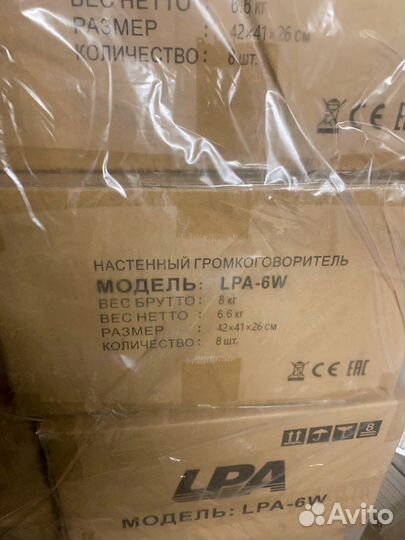 ВЕС НЕТТО : 6.6 кг
РАЗМЕР : 42×41×26 см
КОЛИЧЕСТВО : 8 шт.
CE EAC
НАСТЕННЫЙ ГРОМКОГОВОРИТЕЛЬ
МОДЕЛЬ: LPA-6W
ВЕС БРУТТО : 8 кг
ВЕС НЕТТО : 6.6 кг
РАЗМЕР : 42×41×26 см
КОЛИЧЕСТВО : 8 шт.
CE EAC
8
LPA
МОДЕЛЬ: LPA-6W
Avito